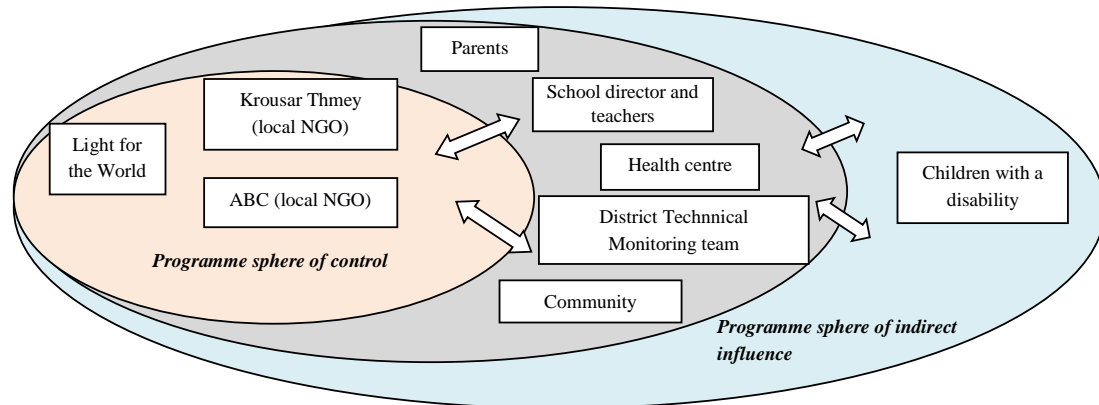 Parents
Krousar Thmey
(local NGO)
School director and
teachers
Light for
the World
Health centre
Children with a
disability
ABC (local NGO)
District Technnical
Monitoring team
Programme sphere of control
Community
Programme sphere of indirect
influence